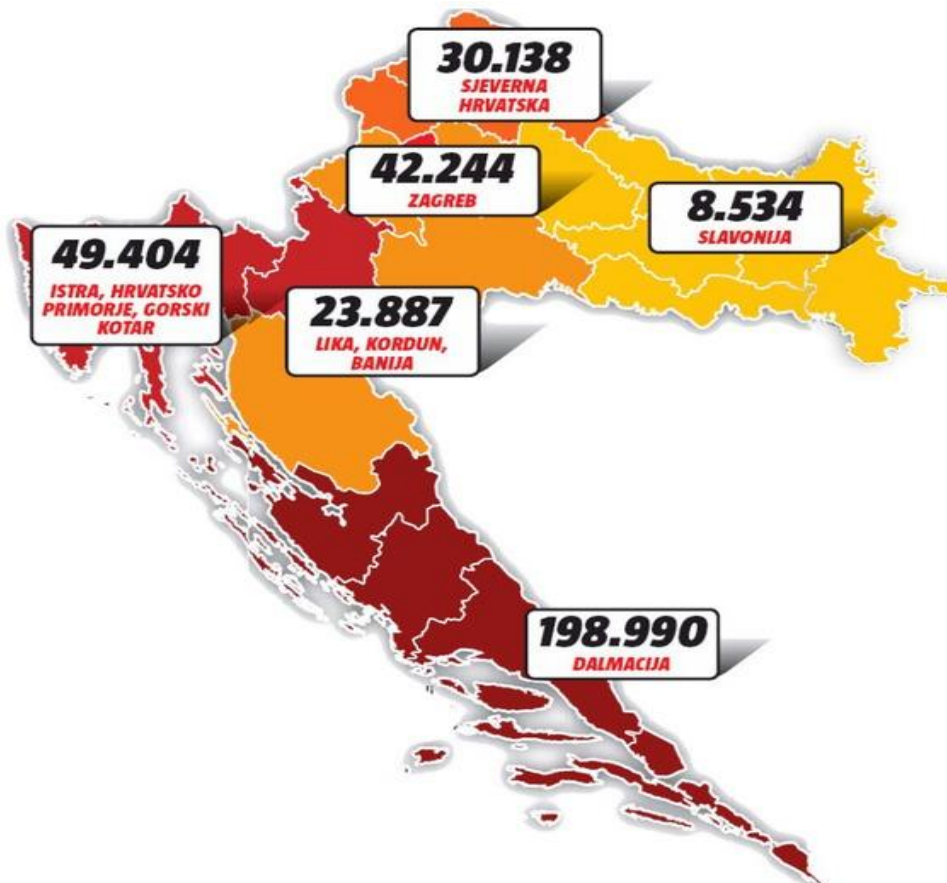 30.138
SJEVERNA
HRVATSKA
42.244
ZAGREB
8.534
SLAVONIJA
49.404
ISTRA, HRVATSKO
PRIMORJE, GORSKI
KOTAR
23.887
LIKA, KORDUN,
BANIJA
198.990
DALMACIJA